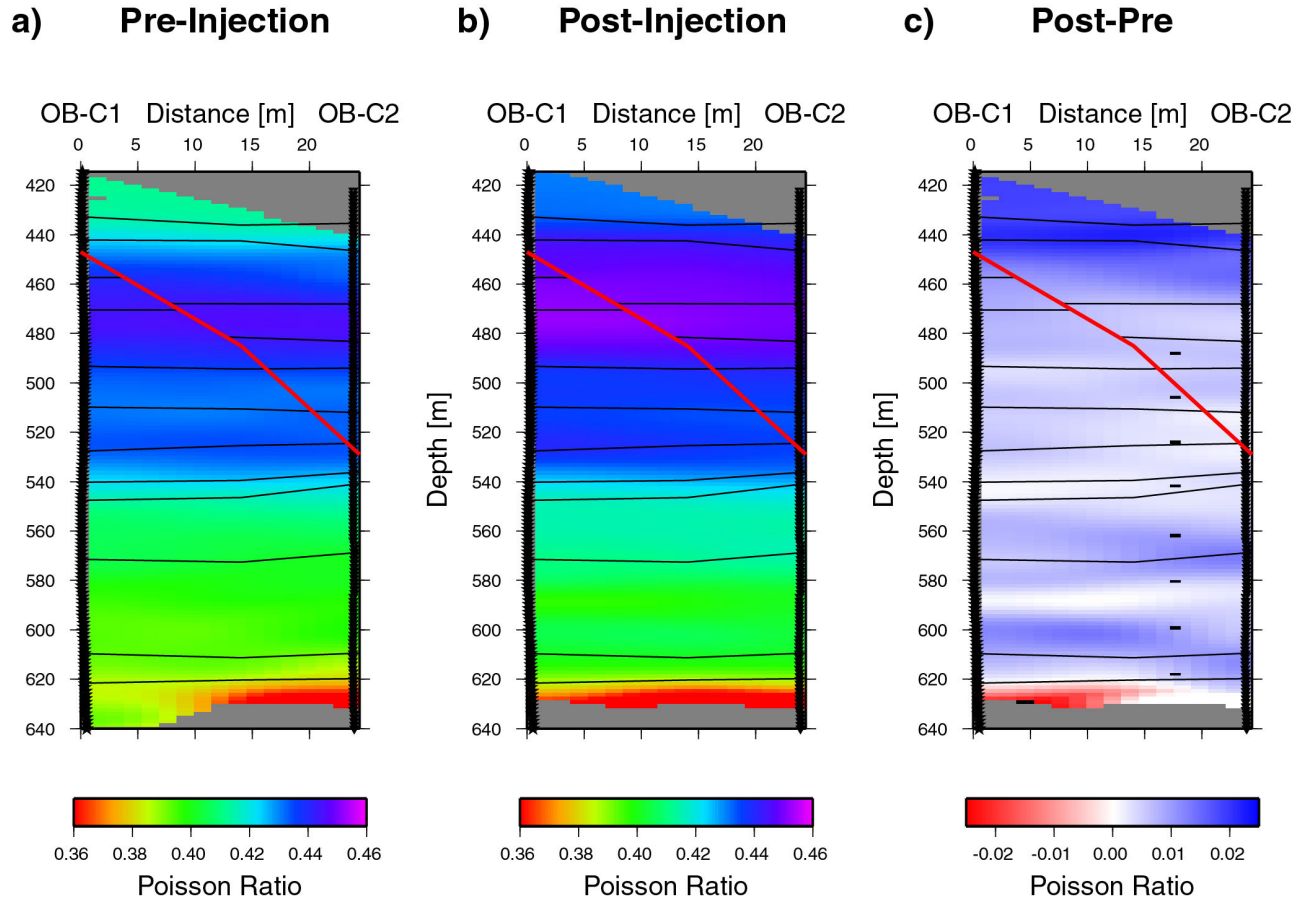 a) Pre-Injection b) Post-Injection c) Post-Pre
OB-C1 Distance [m] OB-C2 OB-C1 Distance [m] OB-C2 OB-C1 Distance [m] OB-C2
0 5 10 15 20 0 5 10 15 20 0 5 10 15 20
420 420 420
440 440 440
460 460 460
480 480 480
500 500 500
Depth [m] Depth [m]
520 520 520
540 540 540
560 560 560
580 580 580
600 600 600
620 620 620
640 640 640
0.36 0.38 0.40 0.42 0.44 0.46 0.36 0.38 0.40 0.42 0.44 0.46 -0.02 -0.01 0.00 0.01 0.02
Poisson Ratio Poisson Ratio Poisson Ratio